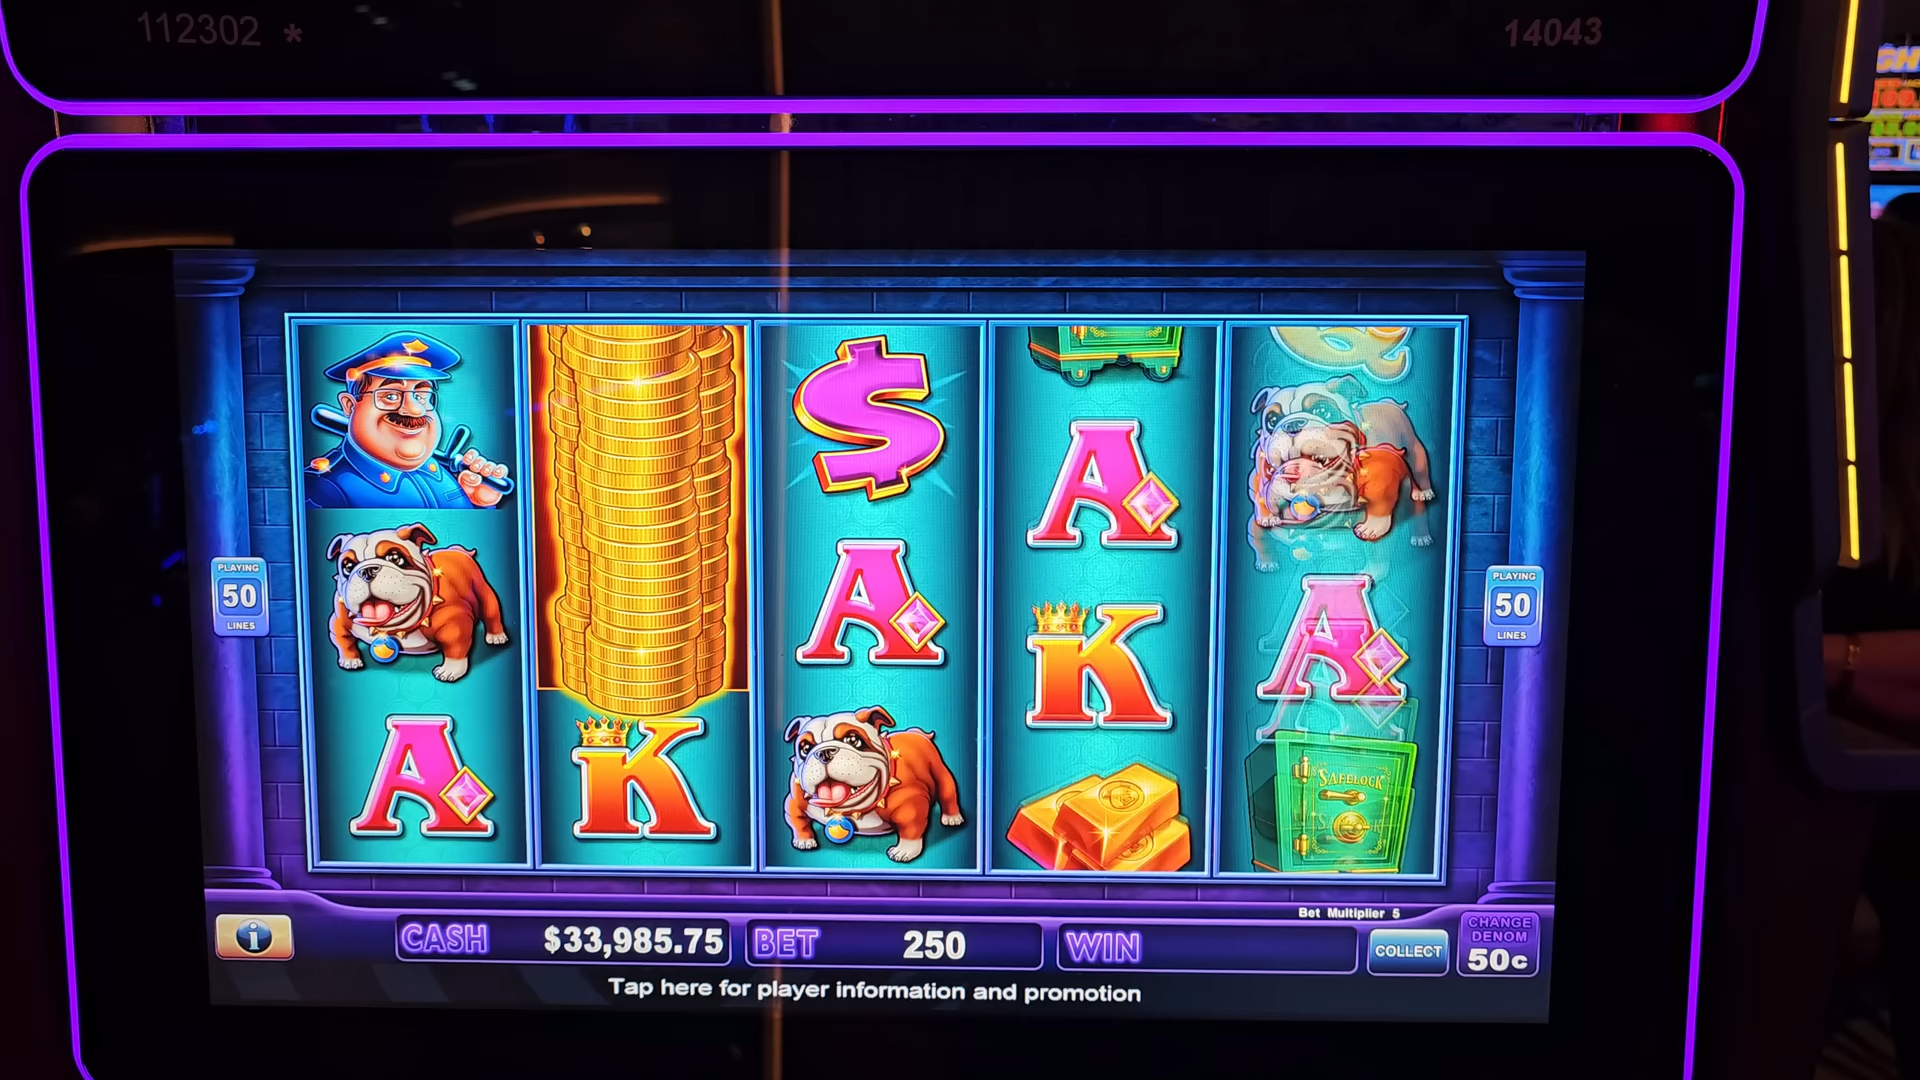 112302 *
14043
PLAYING
50
LINES
PLAYING
50
LINES
A
K
A
A
K
A
SAFELOCK
Bet Multiplier 5
CASH $33,985.75
BET 250
WIN
COLLECT
CHANGE
DENOM
50c
Tap here for player information and promotion